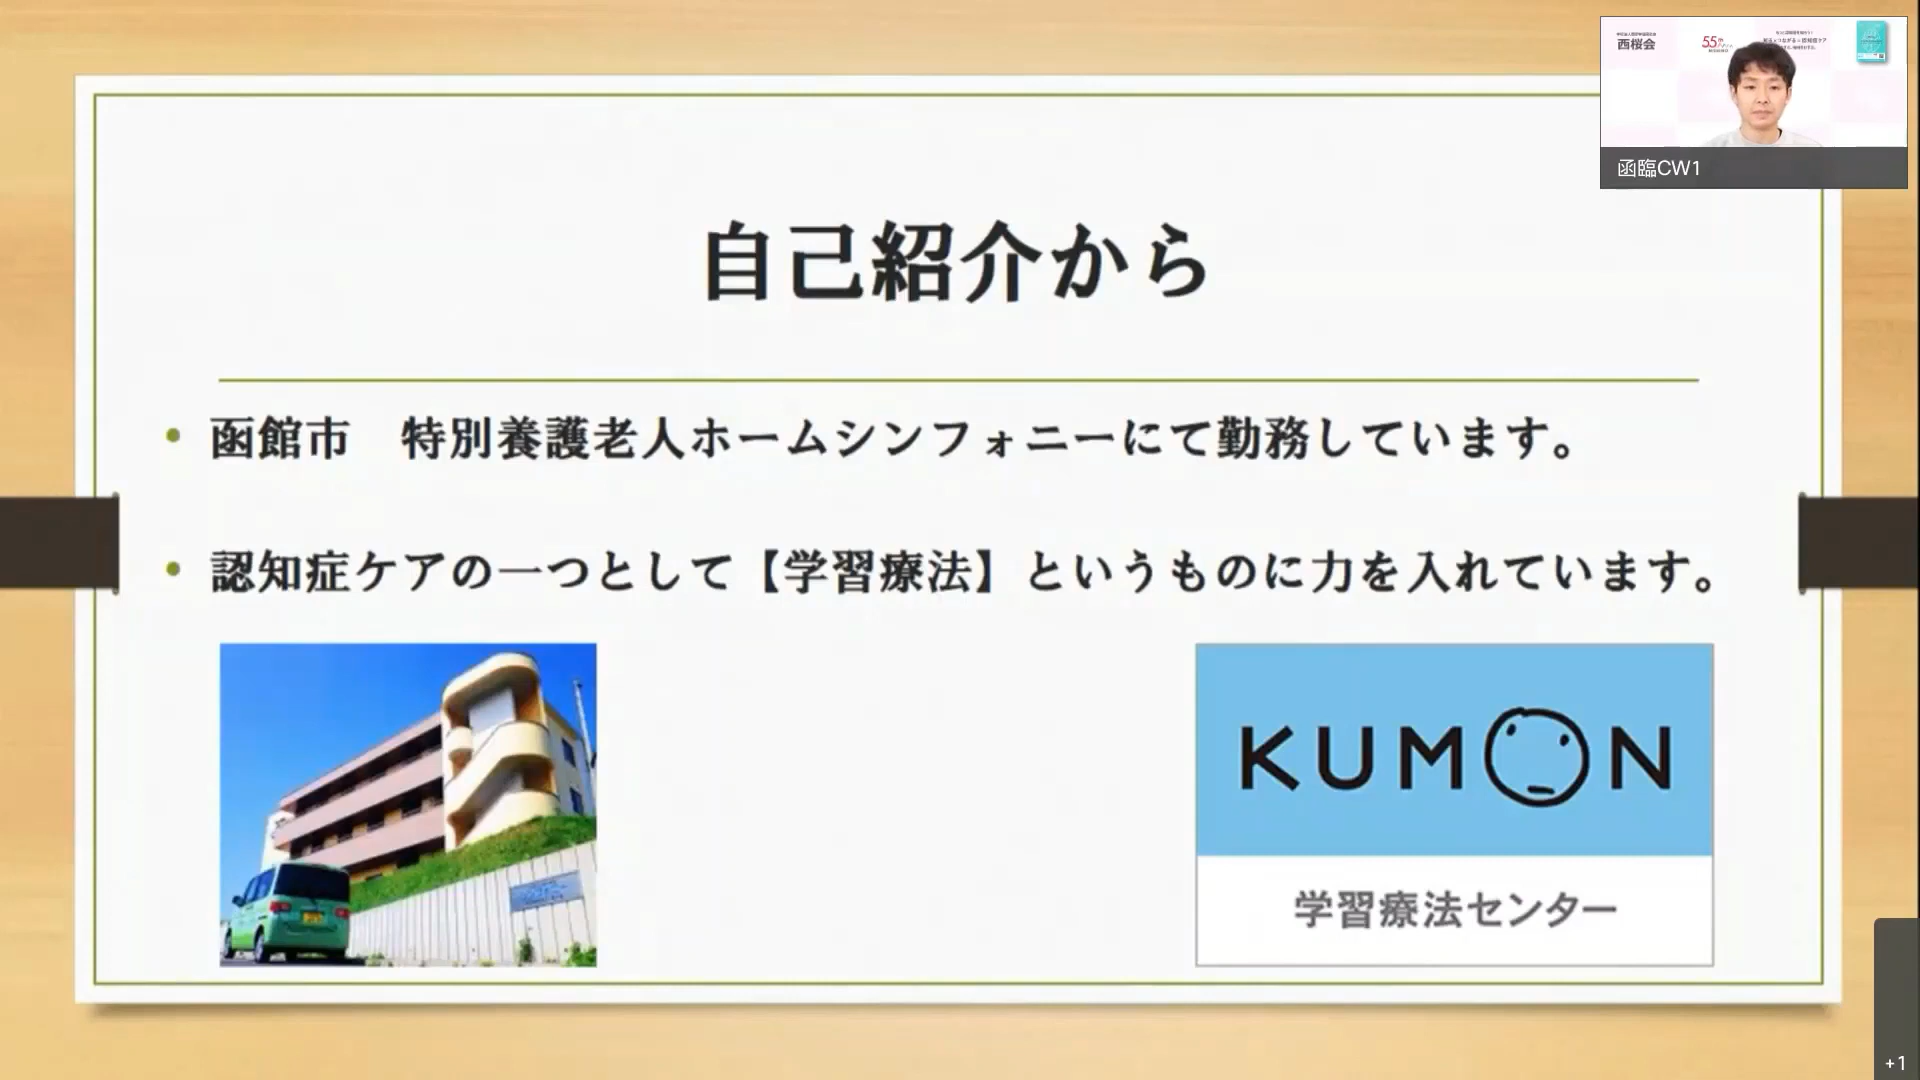 自己紹介から
函館市　特別養護老人ホームシンフォニーにて勤務しています。
認知症ケアの一つとして【学習療法】というものに力を入れています。
KUMON
学習療法センター
西桜会
55th
函臨CW1
+1